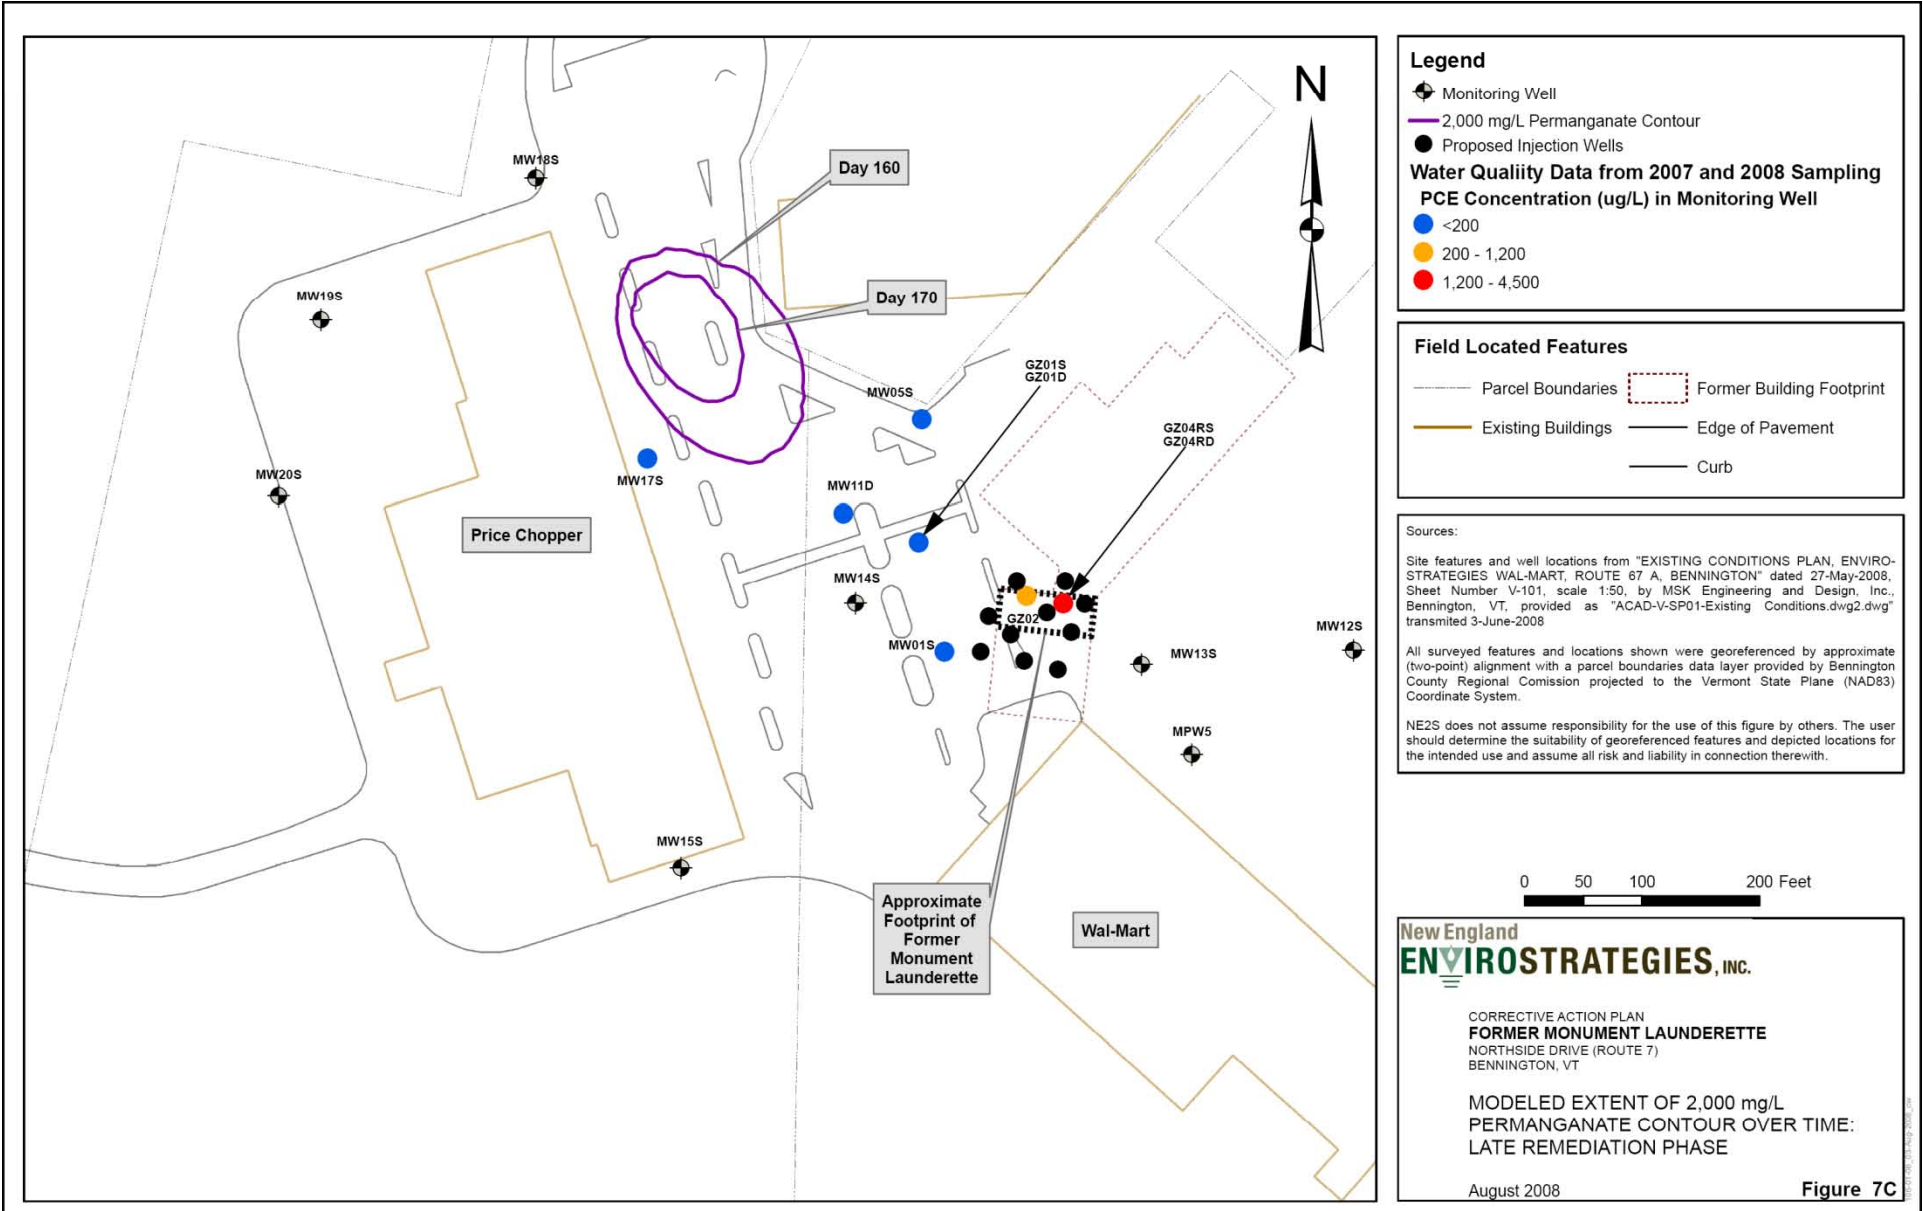 MW18S
Day 160
N
MW19S
Day 170
GZ01S
GZ01D
MW05S
GZ04RS
GZ04RD
MW20S
MW17S
MW11D
Price Chopper
MW14S
GZ02
MW01S
MW12S
MW13S
MPW5
MW15S
Approximate
Footprint of
Former
Monument
Launderette
Wal-Mart
Legend
Monitoring Well
2,000 mg/L Permanganate Contour
Proposed Injection Wells
Water Qualiity Data from 2007 and 2008 Sampling
PCE Concentration (ug/L) in Monitoring Well
<200
200 - 1,200
1,200 - 4,500
Field Located Features
Parcel Boundaries
Former Building Footprint
Existing Buildings
Edge of Pavement
Curb
Sources:
Site features and well locations from "EXISTING CONDITIONS PLAN, ENVIRO-
STRATEGIES WAL-MART, ROUTE 67 A, BENNINGTON" dated 27-May-2008,
Sheet Number V-101, scale 1:50, by MSK Engineering and Design, Inc.,
Bennington, VT, provided as "ACAD-V-SP01-Existing Conditions.dwg2.dwg"
transmited 3-June-2008
All surveyed features and locations shown were georeferenced by approximate
(two-point) alignment with a parcel boundaries data layer provided by Bennington
County Regional Comission projected to the Vermont State Plane (NAD83)
Coordinate System.
NE2S does not assume responsibility for the use of this figure by others. The user
should determine the suitability of georeferenced features and depicted locations for
the intended use and assume all risk and liability in connection therewith.
0 50 100 200 Feet
New England
ENVIROSTRATEGIES, INC.
CORRECTIVE ACTION PLAN
FORMER MONUMENT LAUNDERETTE
NORTHSIDE DRIVE (ROUTE 7)
BENNINGTON, VT
MODELED EXTENT OF 2,000 mg/L
PERMANGANATE CONTOUR OVER TIME:
LATE REMEDIATION PHASE
August 2008
Figure 7C